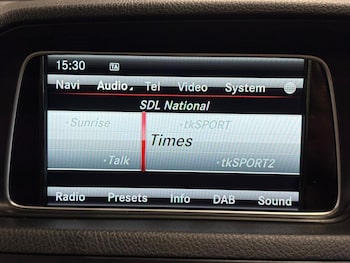 15:30 TA
Navi Audio Tel Video System
SDL National
·Sunrise ·tkSPORT
Times
·Talk ·tkSPORT2
Radio Presets Info DAB Sound